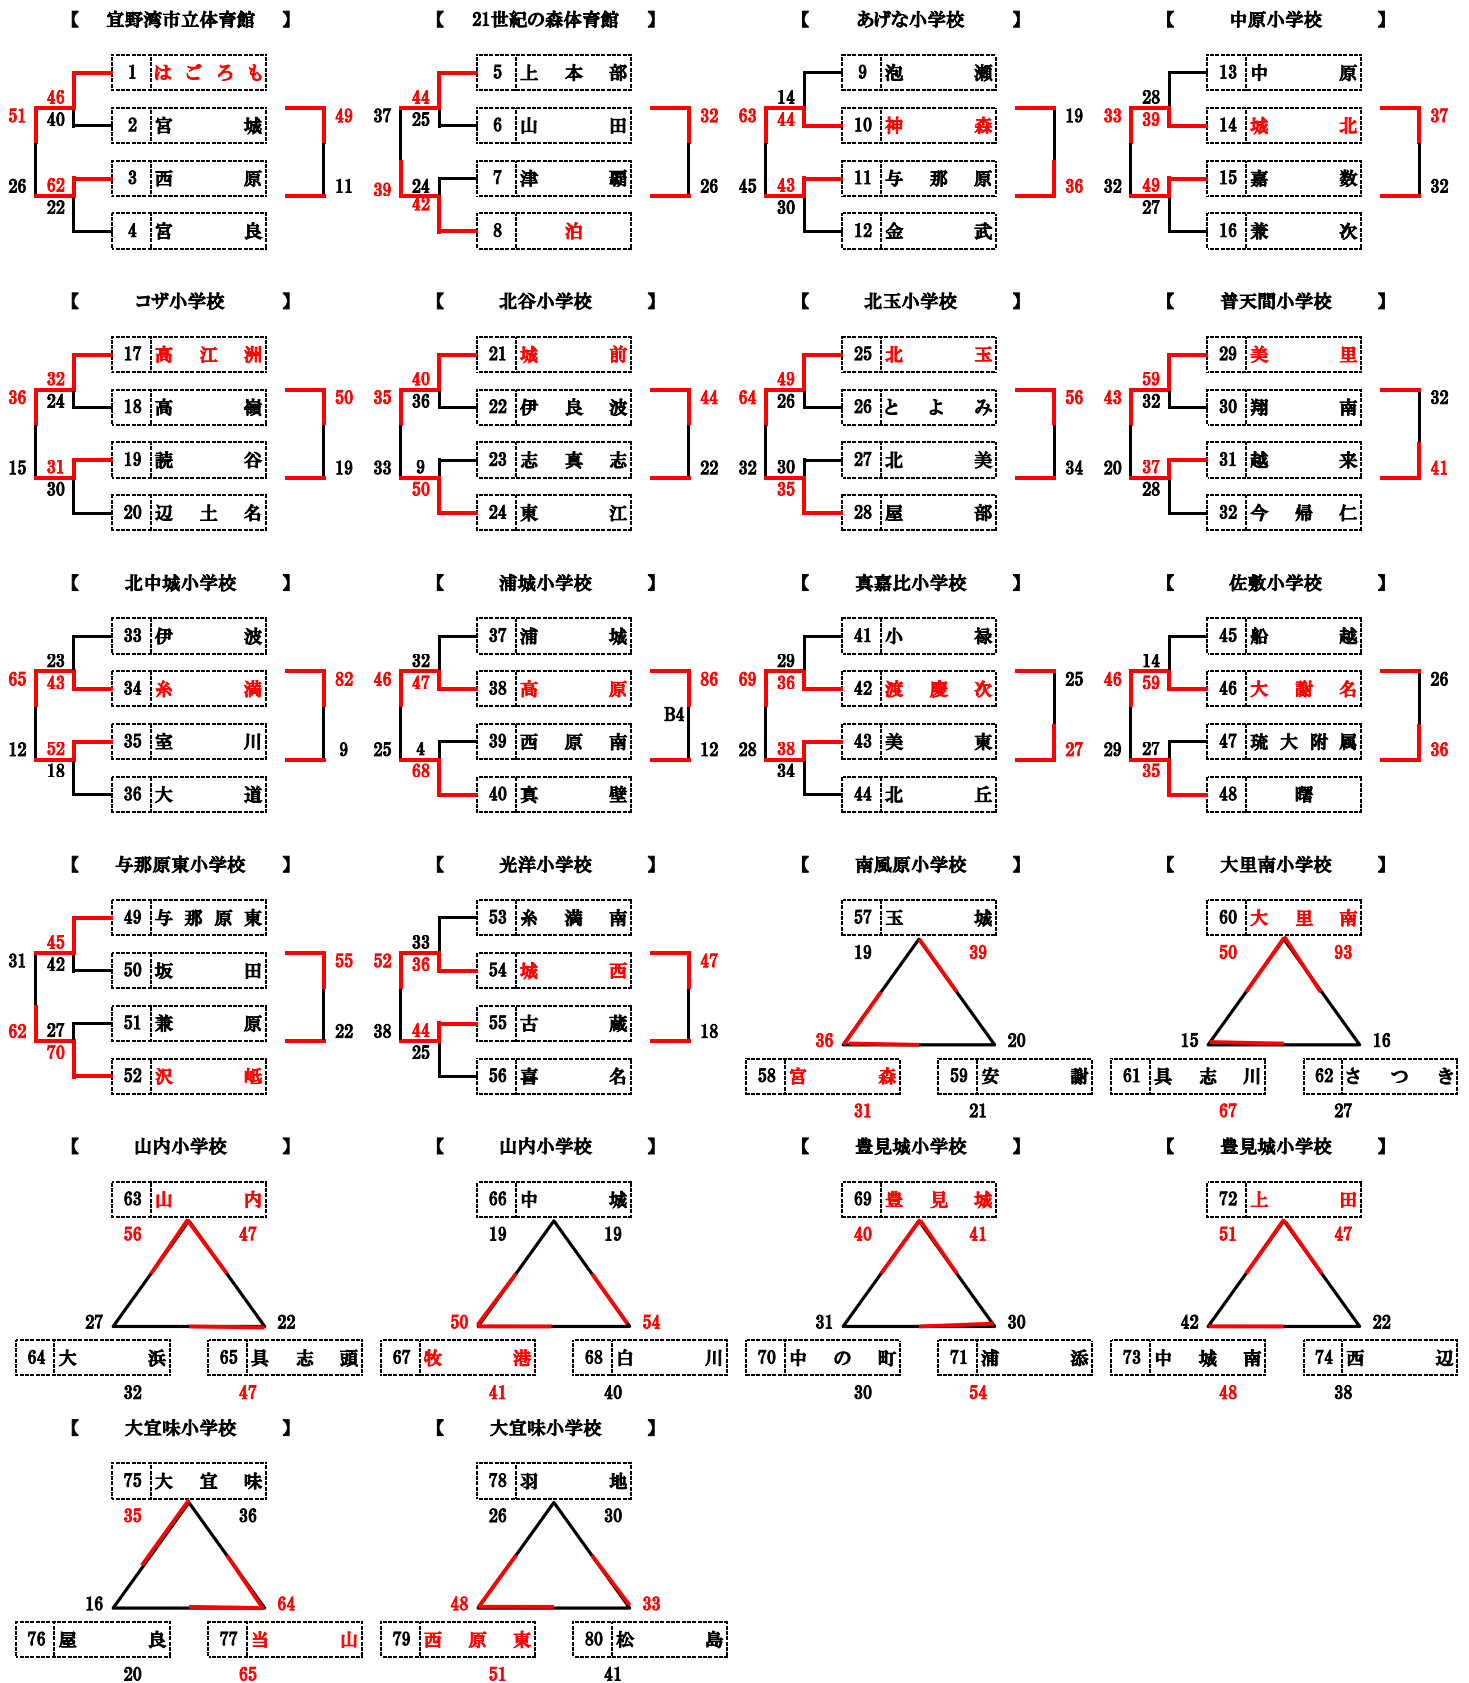 【 宜野湾市立体育館 】
1 はごろも
46
51
40
49
2 宮城
3 西原
26
62
11
22
4 宮良
【 21世紀の森体育館 】
5 上本部
44
37
25
32
6 山田
7 津覇
39
24
26
42
8 泊
【 あげな小学校 】
9 泡瀬
14
63
44
19
10 神森
11 与那原
45
43
36
30
12 金武
【 中原小学校 】
13 中原
28
33
39
37
14 城北
15 嘉数
32
49
32
27
16 兼次
【 コザ小学校 】
17 高江洲
32
36
24
50
18 高嶺
19 読谷
15
31
19
30
20 辺土名
【 北谷小学校 】
21 城前
40
35
36
44
22 伊良波
23 志真志
33
9
22
50
24 東江
【 北玉小学校 】
25 北玉
49
64
26
56
26 とよみ
27 北美
32
30
34
35
28 屋部
【 普天間小学校 】
29 美里
59
43
32
32
30 翔南
31 越来
20
37
41
28
32 今帰仁
【 北中城小学校 】
33 伊波
23
65
43
82
34 糸満
35 室川
12
52
9
18
36 大道
【 浦城小学校 】
37 浦城
32
46
47
86
38 高原
B4
39 西原南
25
4
12
68
40 真壁
【 真嘉比小学校 】
41 小禄
29
69
36
25
42 渡慶次
43 美東
28
38
27
34
44 北丘
【 佐敷小学校 】
45 船越
14
46
59
26
46 大謝名
47 琉大附属
29
27
36
35
48 曙
【 与那原東小学校 】
49 与那原東
45
31
42
55
50 坂田
51 兼原
62
27
22
70
52 沢岻
【 光洋小学校 】
53 糸満南
33
52
36
47
54 城西
55 古蔵
38
44
18
25
56 喜名
【 南風原小学校 】
57 玉城
19 39
36 20
58 宮森
59 安謝
31 21
【 大里南小学校 】
60 大里南
50 93
15 16
61 具志川
62 さつき
67 27
【 山内小学校 】
63 山内
56 47
27 22
64 大浜
65 具志頭
32 47
【 山内小学校 】
66 中城
19 19
50 54
67 牧港
68 白川
41 40
【 豊見城小学校 】
69 豊見城
40 41
31 30
70 中の町
71 浦添
30 54
【 豊見城小学校 】
72 上田
51 47
42 22
73 中城南
74 西辺
48 38
【 大宜味小学校 】
75 大宜味
35 36
16 64
76 屋良
77 当山
20 65
【 大宜味小学校 】
78 羽地
26 30
48 33
79 西原東
80 松島
51 41